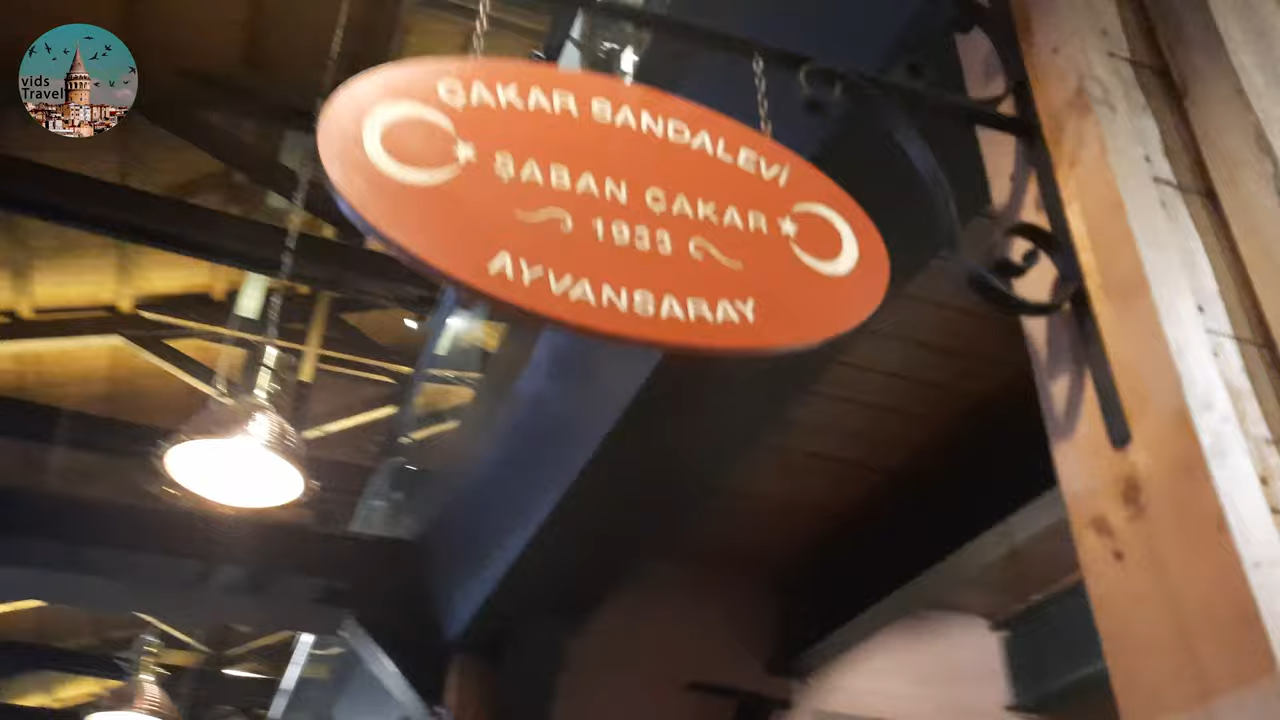 vids
Travel
ÇAKAR SANDALEVİ
ŞABAN ÇAKAR
1933
AYVANSARAY